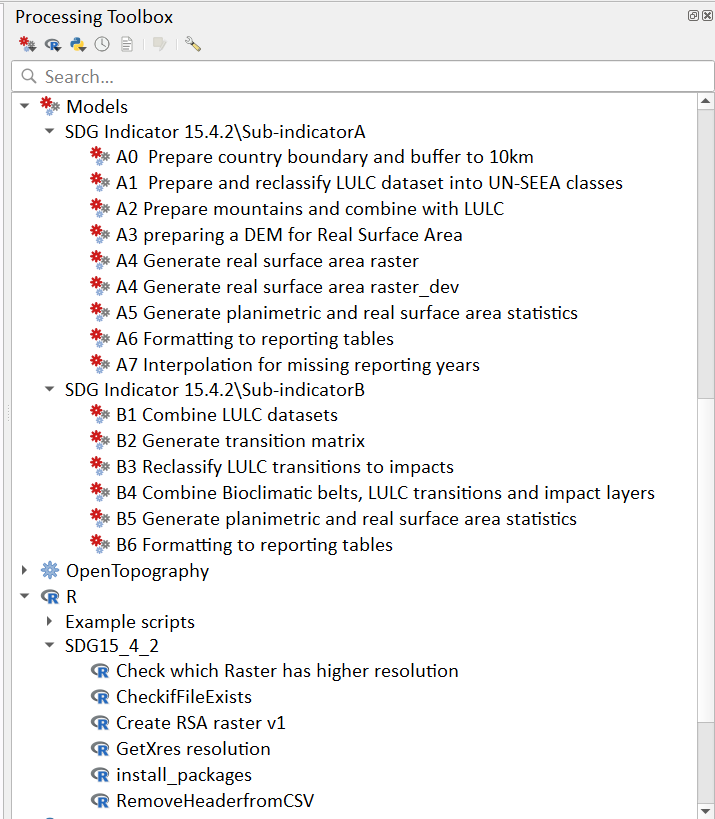 Processing Toolbox
Search...
Models
SDG Indicator 15.4.2\Sub-indicatorA
A0  Prepare country boundary and buffer to 10km
A1  Prepare and reclassify LULC dataset into UN-SEEA classes
A2 Prepare mountains and combine with LULC
A3 preparing a DEM for Real Surface Area
A4 Generate real surface area raster
A4 Generate real surface area raster_dev
A5 Generate planimetric and real surface area statistics
A6 Formatting to reporting tables
A7 Interpolation for missing reporting years
SDG Indicator 15.4.2\Sub-indicatorB
B1 Combine LULC datasets
B2 Generate transition matrix
B3 Reclassify LULC transitions to impacts
B4 Combine Bioclimatic belts, LULC transitions and impact layers
B5 Generate planimetric and real surface area statistics
B6 Formatting to reporting tables
OpenTopography
R
Example scripts
SDG15_4_2
Check which Raster has higher resolution
CheckifFileExists
Create RSA raster v1
GetXres resolution
install_packages
RemoveHeaderfromCSV